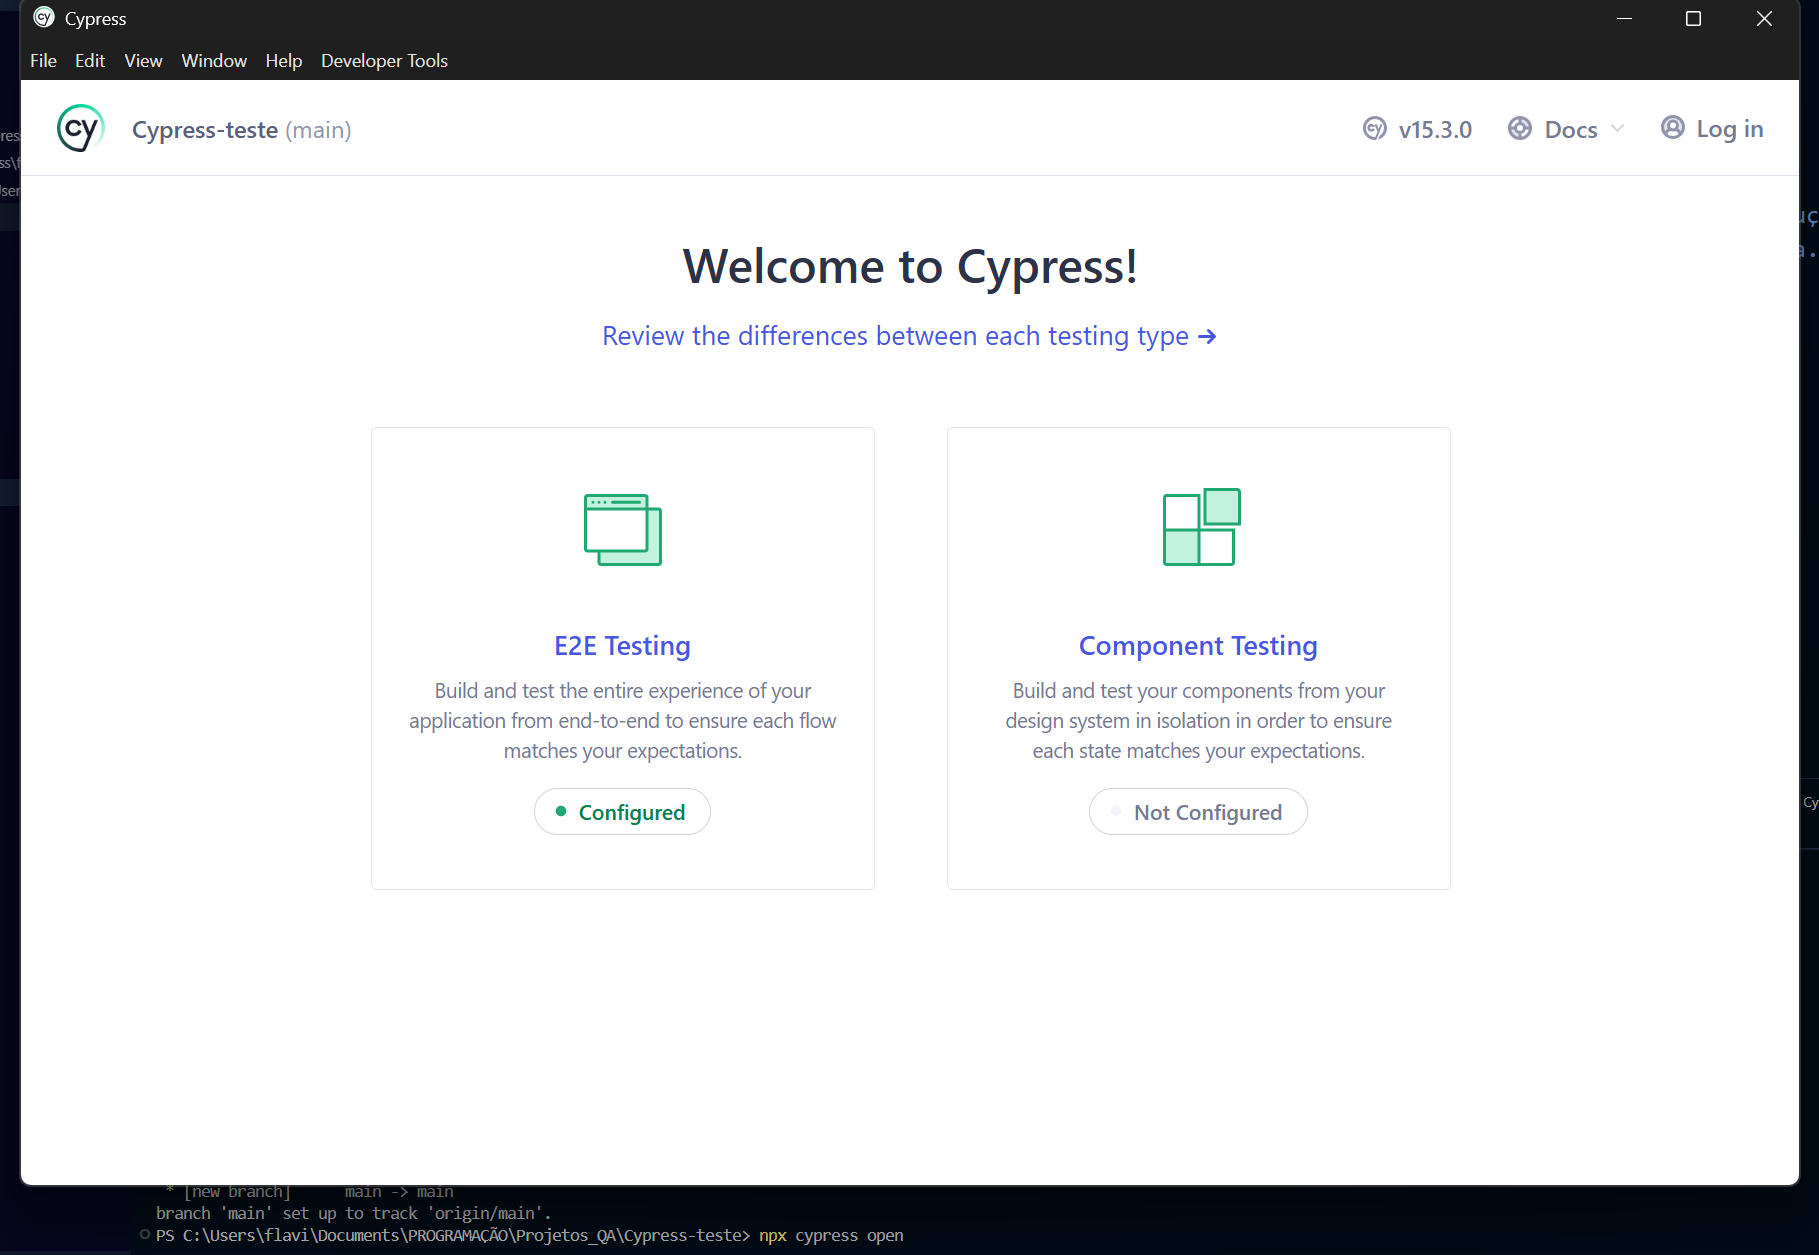 Cypress
File Edit View Window Help Developer Tools
cy Cypress-teste (main) v15.3.0 Docs Log in
Welcome to Cypress!
Review the differences between each testing type →
E2E Testing
Build and test the entire experience of your
application from end-to-end to ensure each flow
matches your expectations.
Configured
Component Testing
Build and test your components from your
design system in isolation in order to ensure
each state matches your expectations.
Not Configured
* [new branch] main -> main
branch 'main' set up to track 'origin/main'.
PS C:\Users\flavi\Documents\PROGRAMAÇÃO\Projetos_QA\Cypress-teste> npx cypress open